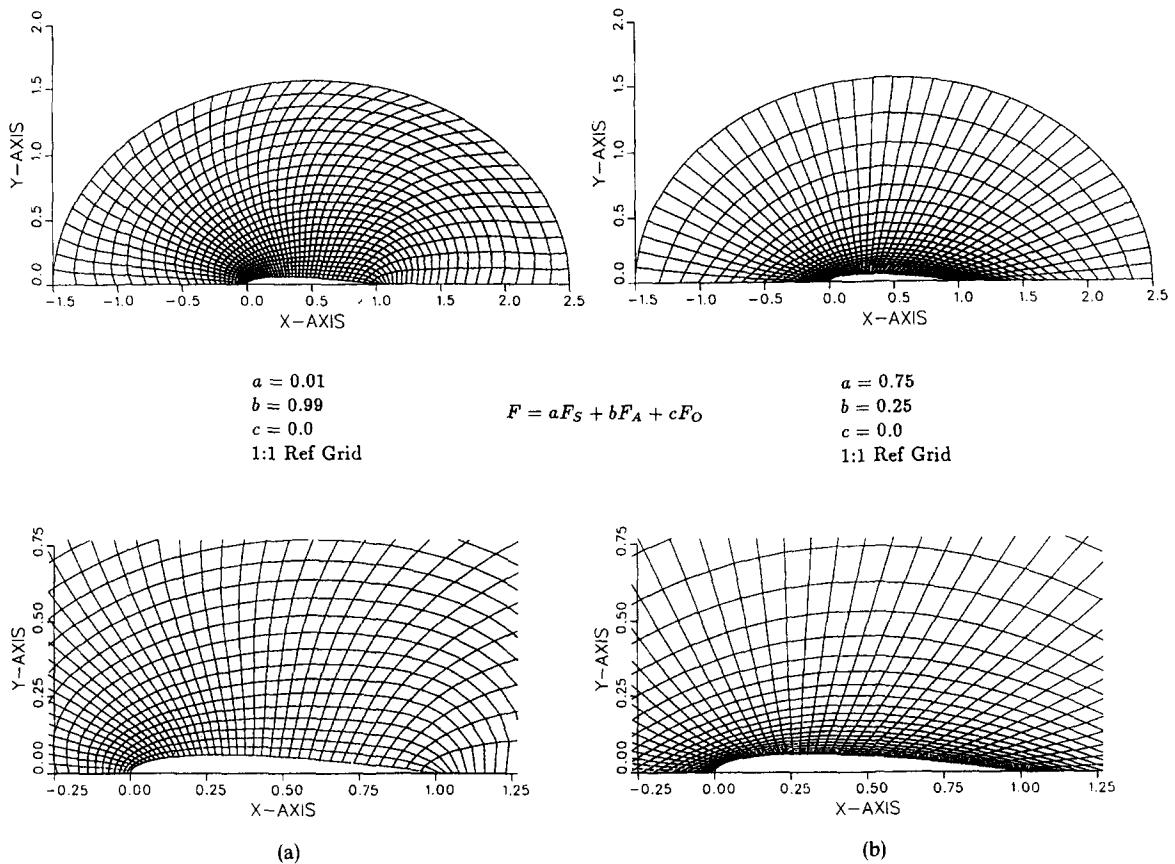 2.0
1.5
1.0
0.5
0.0
Y-AXIS
-1.5 -1.0 -0.5 0.0 0.5 1.0 1.5 2.0 2.5
X-AXIS
2.0
1.5
1.0
0.5
0.0
Y-AXIS
-1.5 -1.0 -0.5 0.0 0.5 1.0 1.5 2.0 2.5
X-AXIS
a = 0.01
b = 0.99
c = 0.0
1:1 Ref Grid
F = aF_S + bF_A + cF_O
a = 0.75
b = 0.25
c = 0.0
1:1 Ref Grid
0.75
0.50
0.25
0.00
Y-AXIS
-0.25 0.00 0.25 0.50 0.75 1.00 1.25
X-AXIS
(a)
0.75
0.50
0.25
0.00
Y-AXIS
-0.25 0.00 0.25 0.50 0.75 1.00 1.25
X-AXIS
(b)